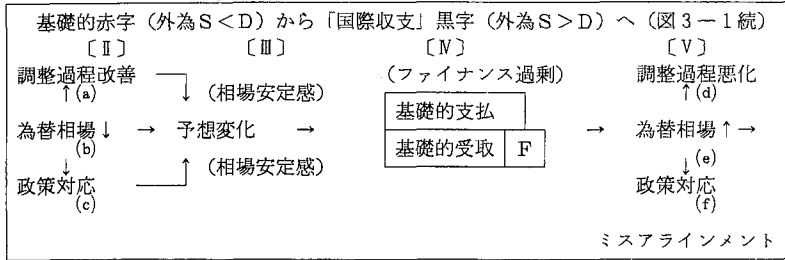 基礎的赤字（外為S＜D）から「国際収支」黒字（外為S＞D）へ（図3－1続）
〔Ⅱ〕 〔Ⅲ〕 〔Ⅳ〕 〔Ⅴ〕
調整過程改善 （ファイナンス過剰） 調整過程悪化
↑(a) ↓ （相場安定感） ↑(d)
基礎的支払
為替相場↓ → 予想変化 → → 為替相場↑→
(b) 基礎的受取 F (e)
↓ ↑ （相場安定感） ↓
政策対応 政策対応
(c) (f)
ミスアラインメント